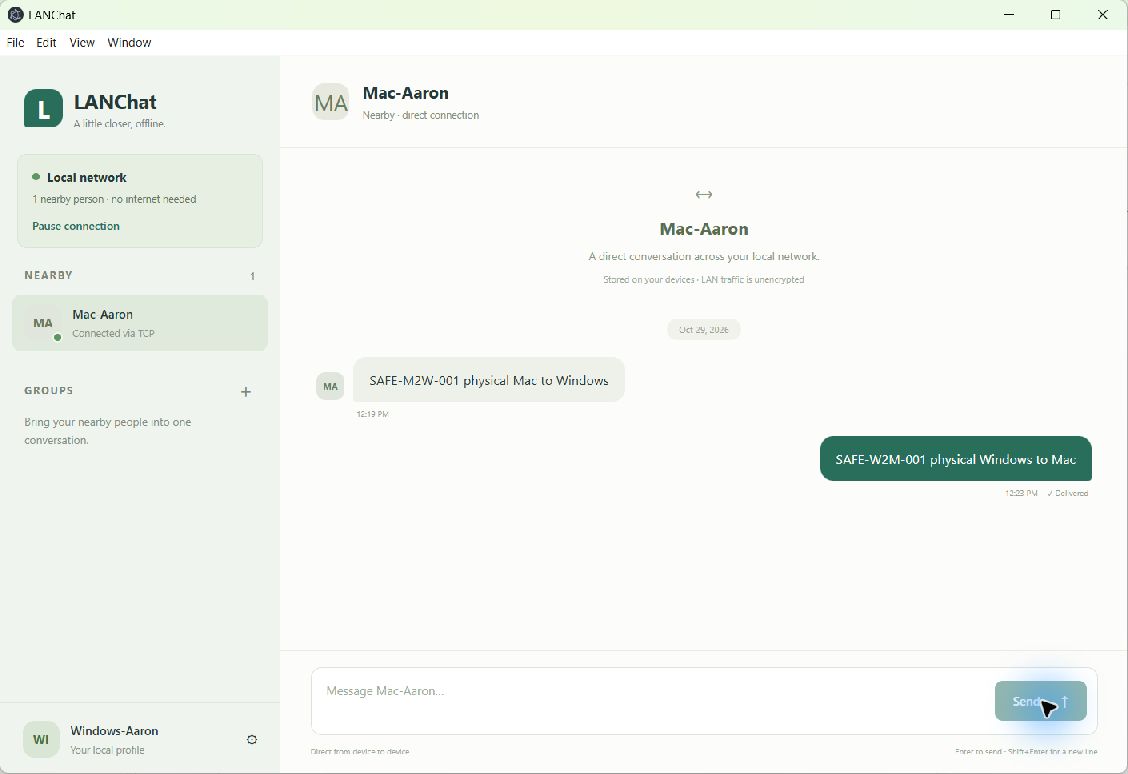 LANChat
File Edit View Window
L
LANChat
A little closer, offline.
Local network
1 nearby person · no internet needed
Pause connection
NEARBY 1
MA
Mac-Aaron
Connected via TCP
GROUPS +
Bring your nearby people into one
conversation.
WI
Windows-Aaron
Your local profile
MA
Mac-Aaron
Nearby · direct connection
Mac-Aaron
A direct conversation across your local network.
Stored on your devices · LAN traffic is unencrypted
Oct 29, 2026
MA
SAFE-M2W-001 physical Mac to Windows
12:19 PM
SAFE-W2M-001 physical Windows to Mac
12:23 PM ✓ Delivered
Message Mac-Aaron...
Send ↑
Direct from device to device
Enter to send · Shift+Enter for a new line